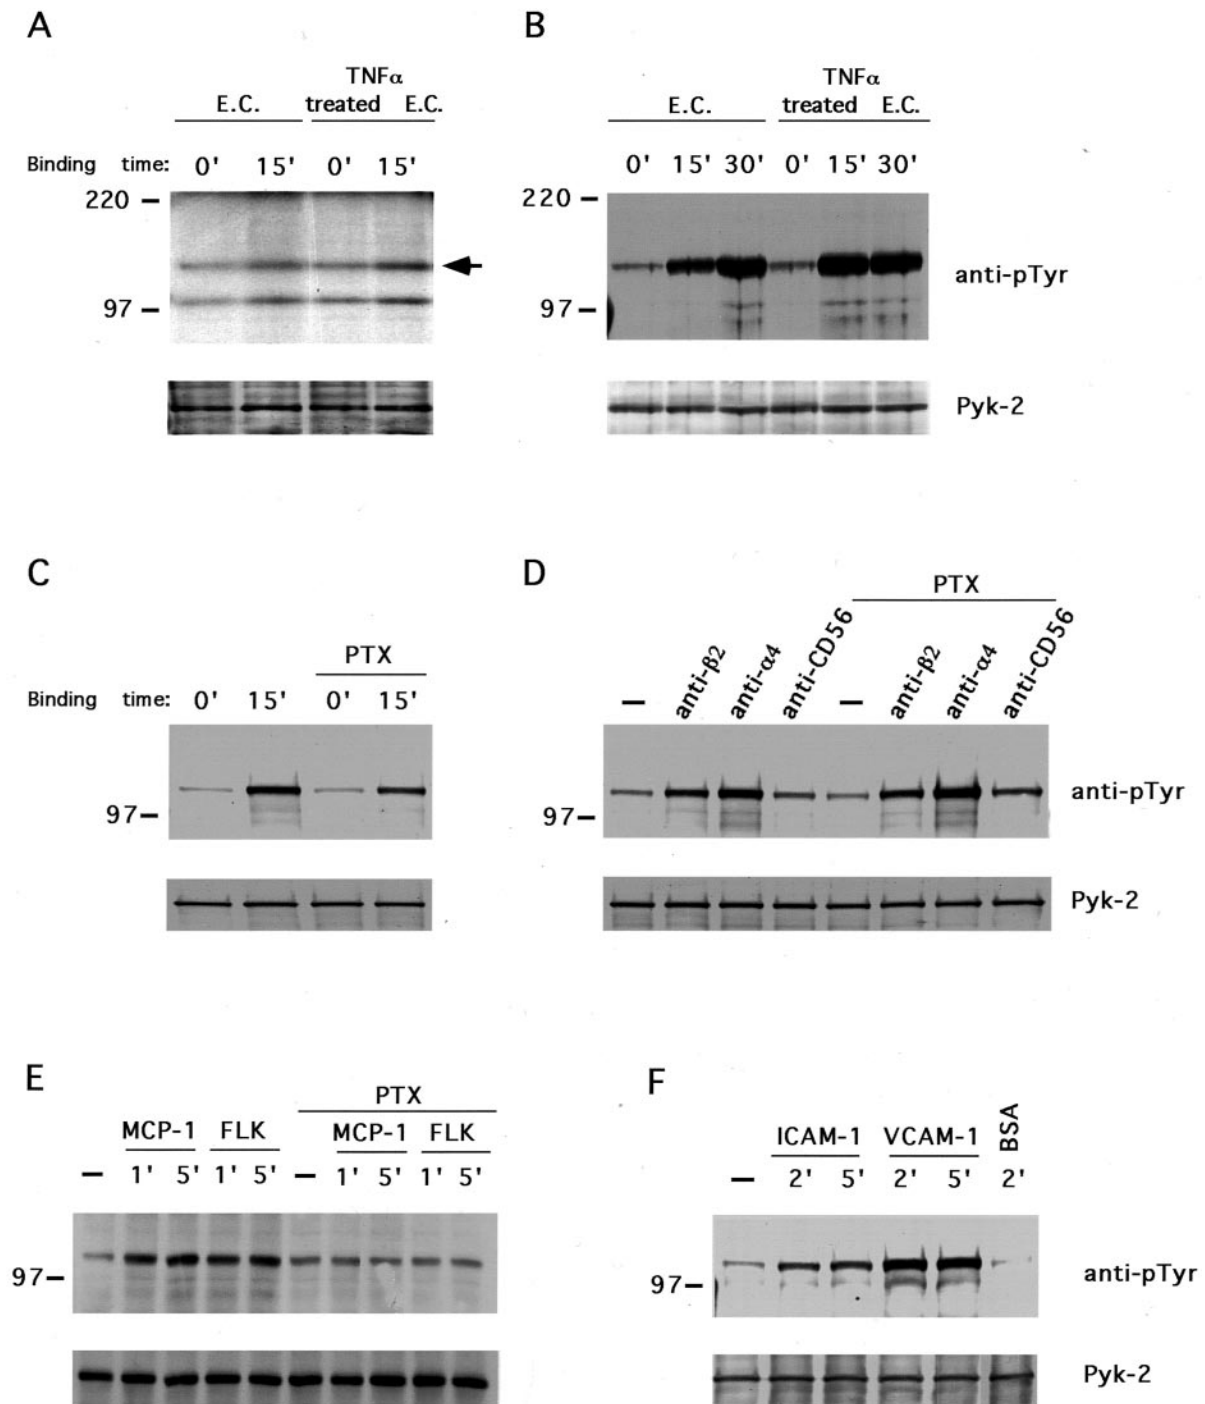 A
TNFα
E.C. treated E.C.
Binding time: 0' 15' 0' 15'
220
97
B
TNFα
E.C. treated E.C.
0' 15' 30' 0' 15' 30'
220
97
anti-pTyr
Pyk-2
C
PTX
Binding time: 0' 15' 0' 15'
97
D
PTX
— anti-β2 anti-α4 anti-CD56 — anti-β2 anti-α4 anti-CD56
97
anti-pTyr
Pyk-2
E
PTX
MCP-1 FLK MCP-1 FLK
— 1' 5' 1' 5' — 1' 5' 1' 5'
97
F
ICAM-1 VCAM-1 BSA
— 2' 5' 2' 5' 2'
97
anti-pTyr
Pyk-2